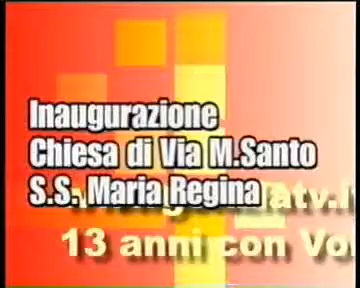 Inaugurazione
Chiesa di Via M.Santo
S.S. Maria Regina
13 anni con Vo